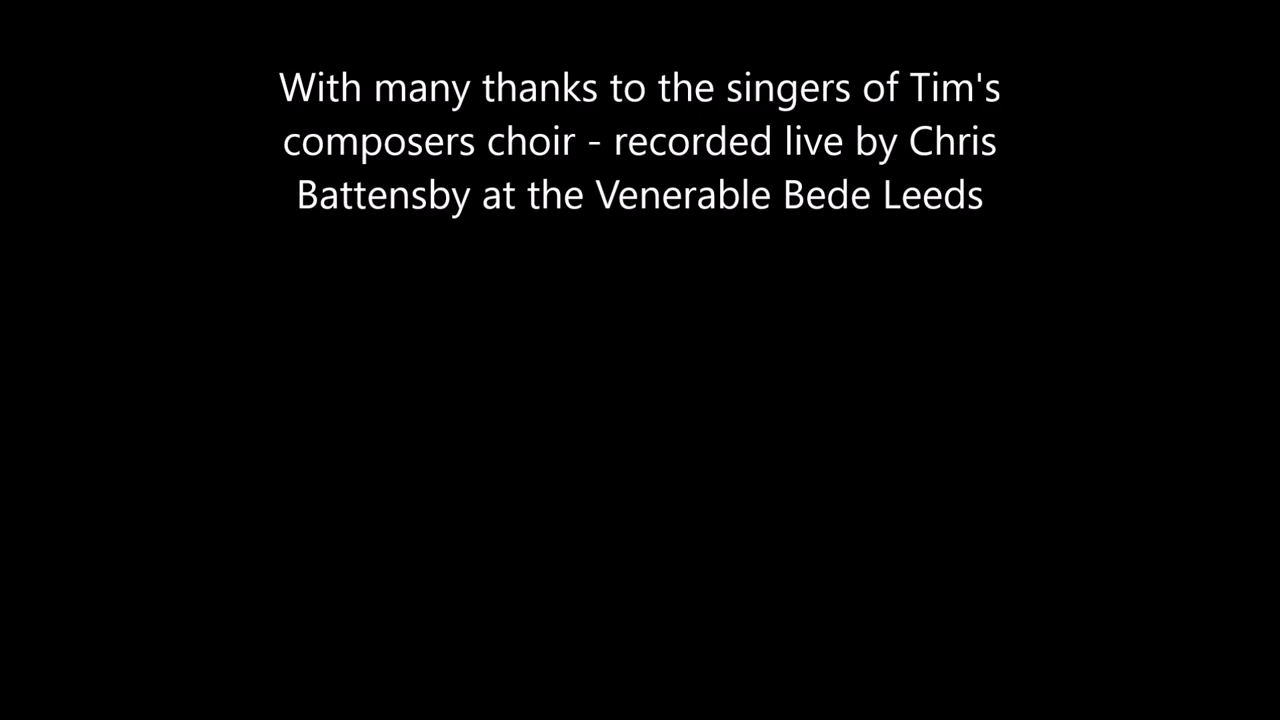 With many thanks to the singers of Tim's
composers choir - recorded live by Chris
Battensby at the Venerable Bede Leeds